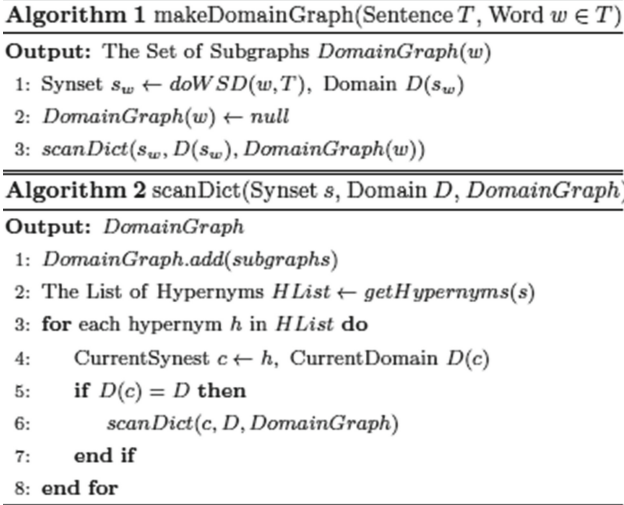 Algorithm 1 makeDomainGraph(Sentence T, Word w ∈ T)
Output: The Set of Subgraphs DomainGraph(w)
1: Synset s_w ← doWSD(w,T), Domain D(s_w)
2: DomainGraph(w) ← null
3: scanDict(s_w, D(s_w), DomainGraph(w))
Algorithm 2 scanDict(Synset s, Domain D, DomainGraph)
Output: DomainGraph
1: DomainGraph.add(subgraphs)
2: The List of Hypernyms HList ← getHypernyms(s)
3: for each hypernym h in HList do
4: CurrentSynest c ← h, CurrentDomain D(c)
5: if D(c) = D then
6: scanDict(c, D, DomainGraph)
7: end if
8: end for